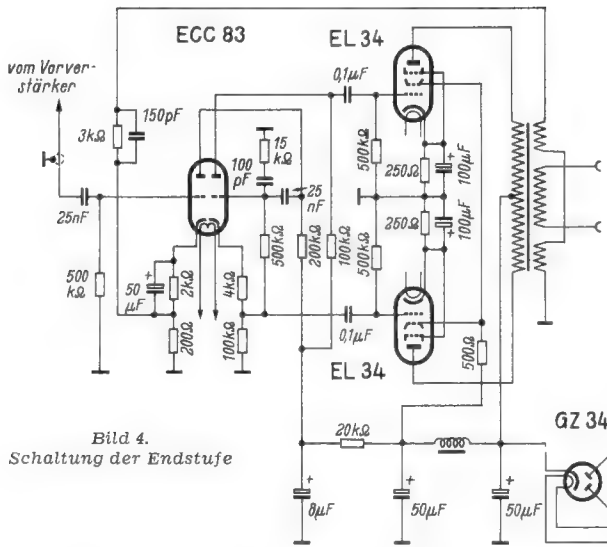 ECC 83
EL 34
vom Vorver-
stärker
0,1µF
150pF
3kΩ
15
kΩ
100
pF
25
nF
500kΩ
250Ω
+
100µF
25nF
500
kΩ
50
µF
+
2kΩ
4kΩ
500kΩ
200kΩ
100kΩ
500kΩ
250Ω
+
100µF
200Ω
100kΩ
0,1µF
500Ω
EL 34
GZ 34
Bild 4.
Schaltung der Endstufe
20kΩ
+
8µF
+
50µF
+
50µF